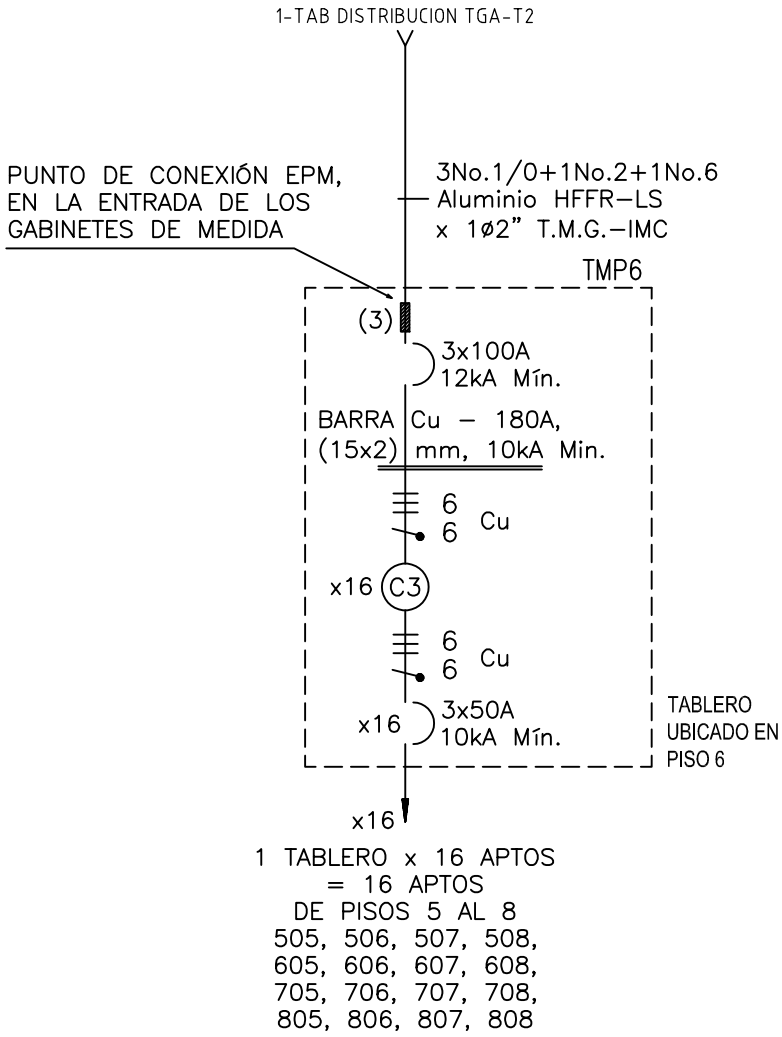 1-TAB DISTRIBUCION TGA-T2
PUNTO DE CONEXIÓN EPM,
EN LA ENTRADA DE LOS
GABINETES DE MEDIDA
3No.1/0+1No.2+1No.6
Aluminio HFFR-LS
x 1ø2" T.M.G.-IMC
TMP6
(3)
3x100A
12kA Mín.
BARRA Cu - 180A,
(15x2) mm, 10kA Min.
6
6 Cu
x16 C3
6
6 Cu
x16
3x50A
10kA Mín.
TABLERO
UBICADO EN
PISO 6
x16
1 TABLERO x 16 APTOS
= 16 APTOS
DE PISOS 5 AL 8
505, 506, 507, 508,
605, 606, 607, 608,
705, 706, 707, 708,
805, 806, 807, 808